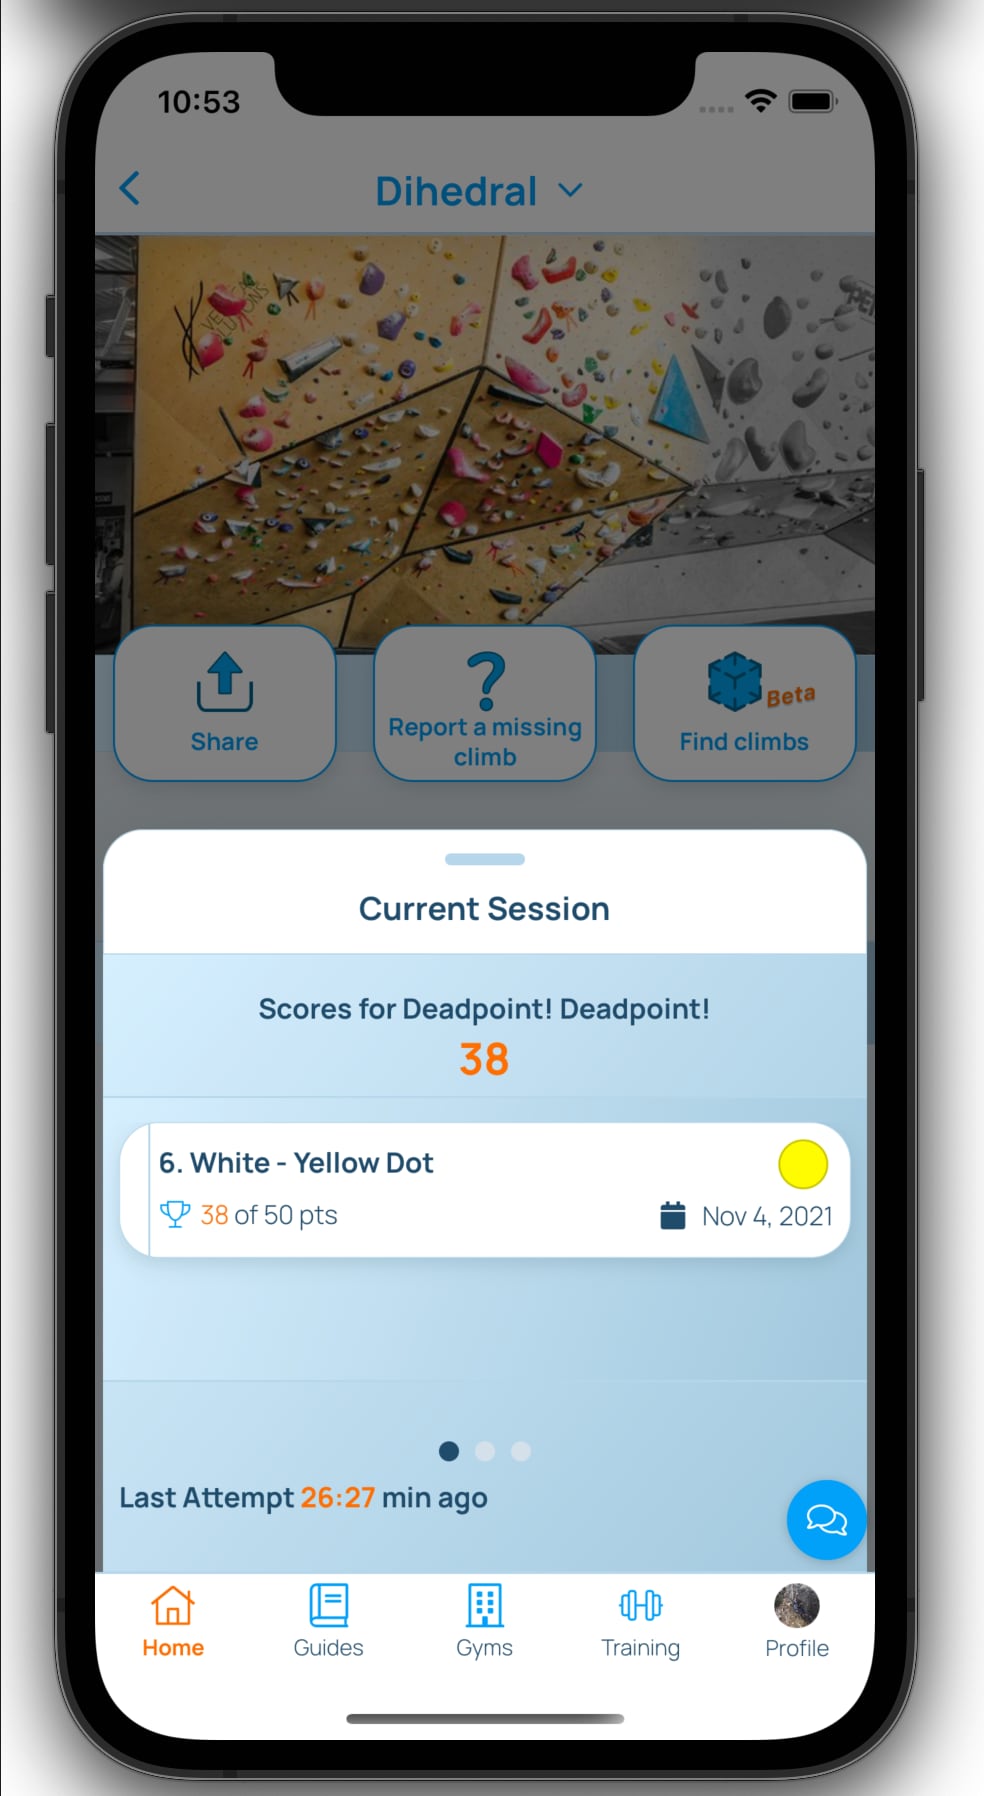 10:53
Dihedral
Share
Report a missing
climb
Beta
Find climbs
Current Session
Scores for Deadpoint! Deadpoint!
38
6. White - Yellow Dot
38 of 50 pts
Nov 4, 2021
Last Attempt 26:27 min ago
Home
Guides
Gyms
Training
Profile